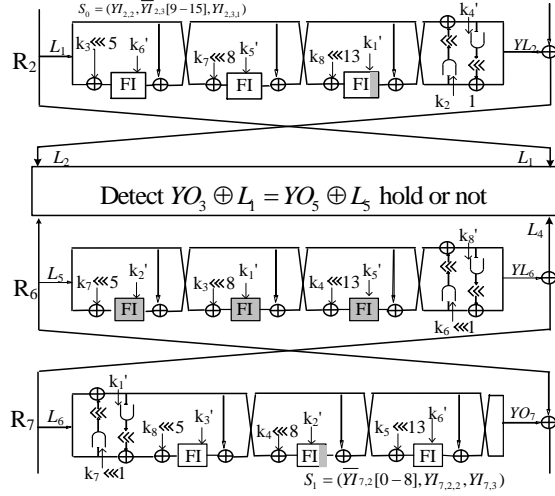 S₀ = (YI₂,₂, Y̅I̅₂,₃[9−15], YI₂,₃,₁)
k₄'
R₂ L₁ k₃⋘5 k₆' FI k₇⋘8 k₅' FI k₈⋘13 k₁' FI YL₂
k₂ 1
L₂ L₁
Detect YO₃ ⊕ L₁ = YO₅ ⊕ L₅ hold or not
L₄
k₈'
R₆ L₅ k₇⋘5 k₂' FI k₃⋘8 k₁' FI k₄⋘13 k₅' FI YL₆
k₆⋘1
R₇ L₆ k₁' k₈⋘5 k₃' FI k₄⋘8 k₂' FI k₅⋘13 k₆' FI YO₇
k₇⋘1
S₁ = (Y̅I̅₇,₂[0−8], YI₇,₂,₂, YI₇,₃)